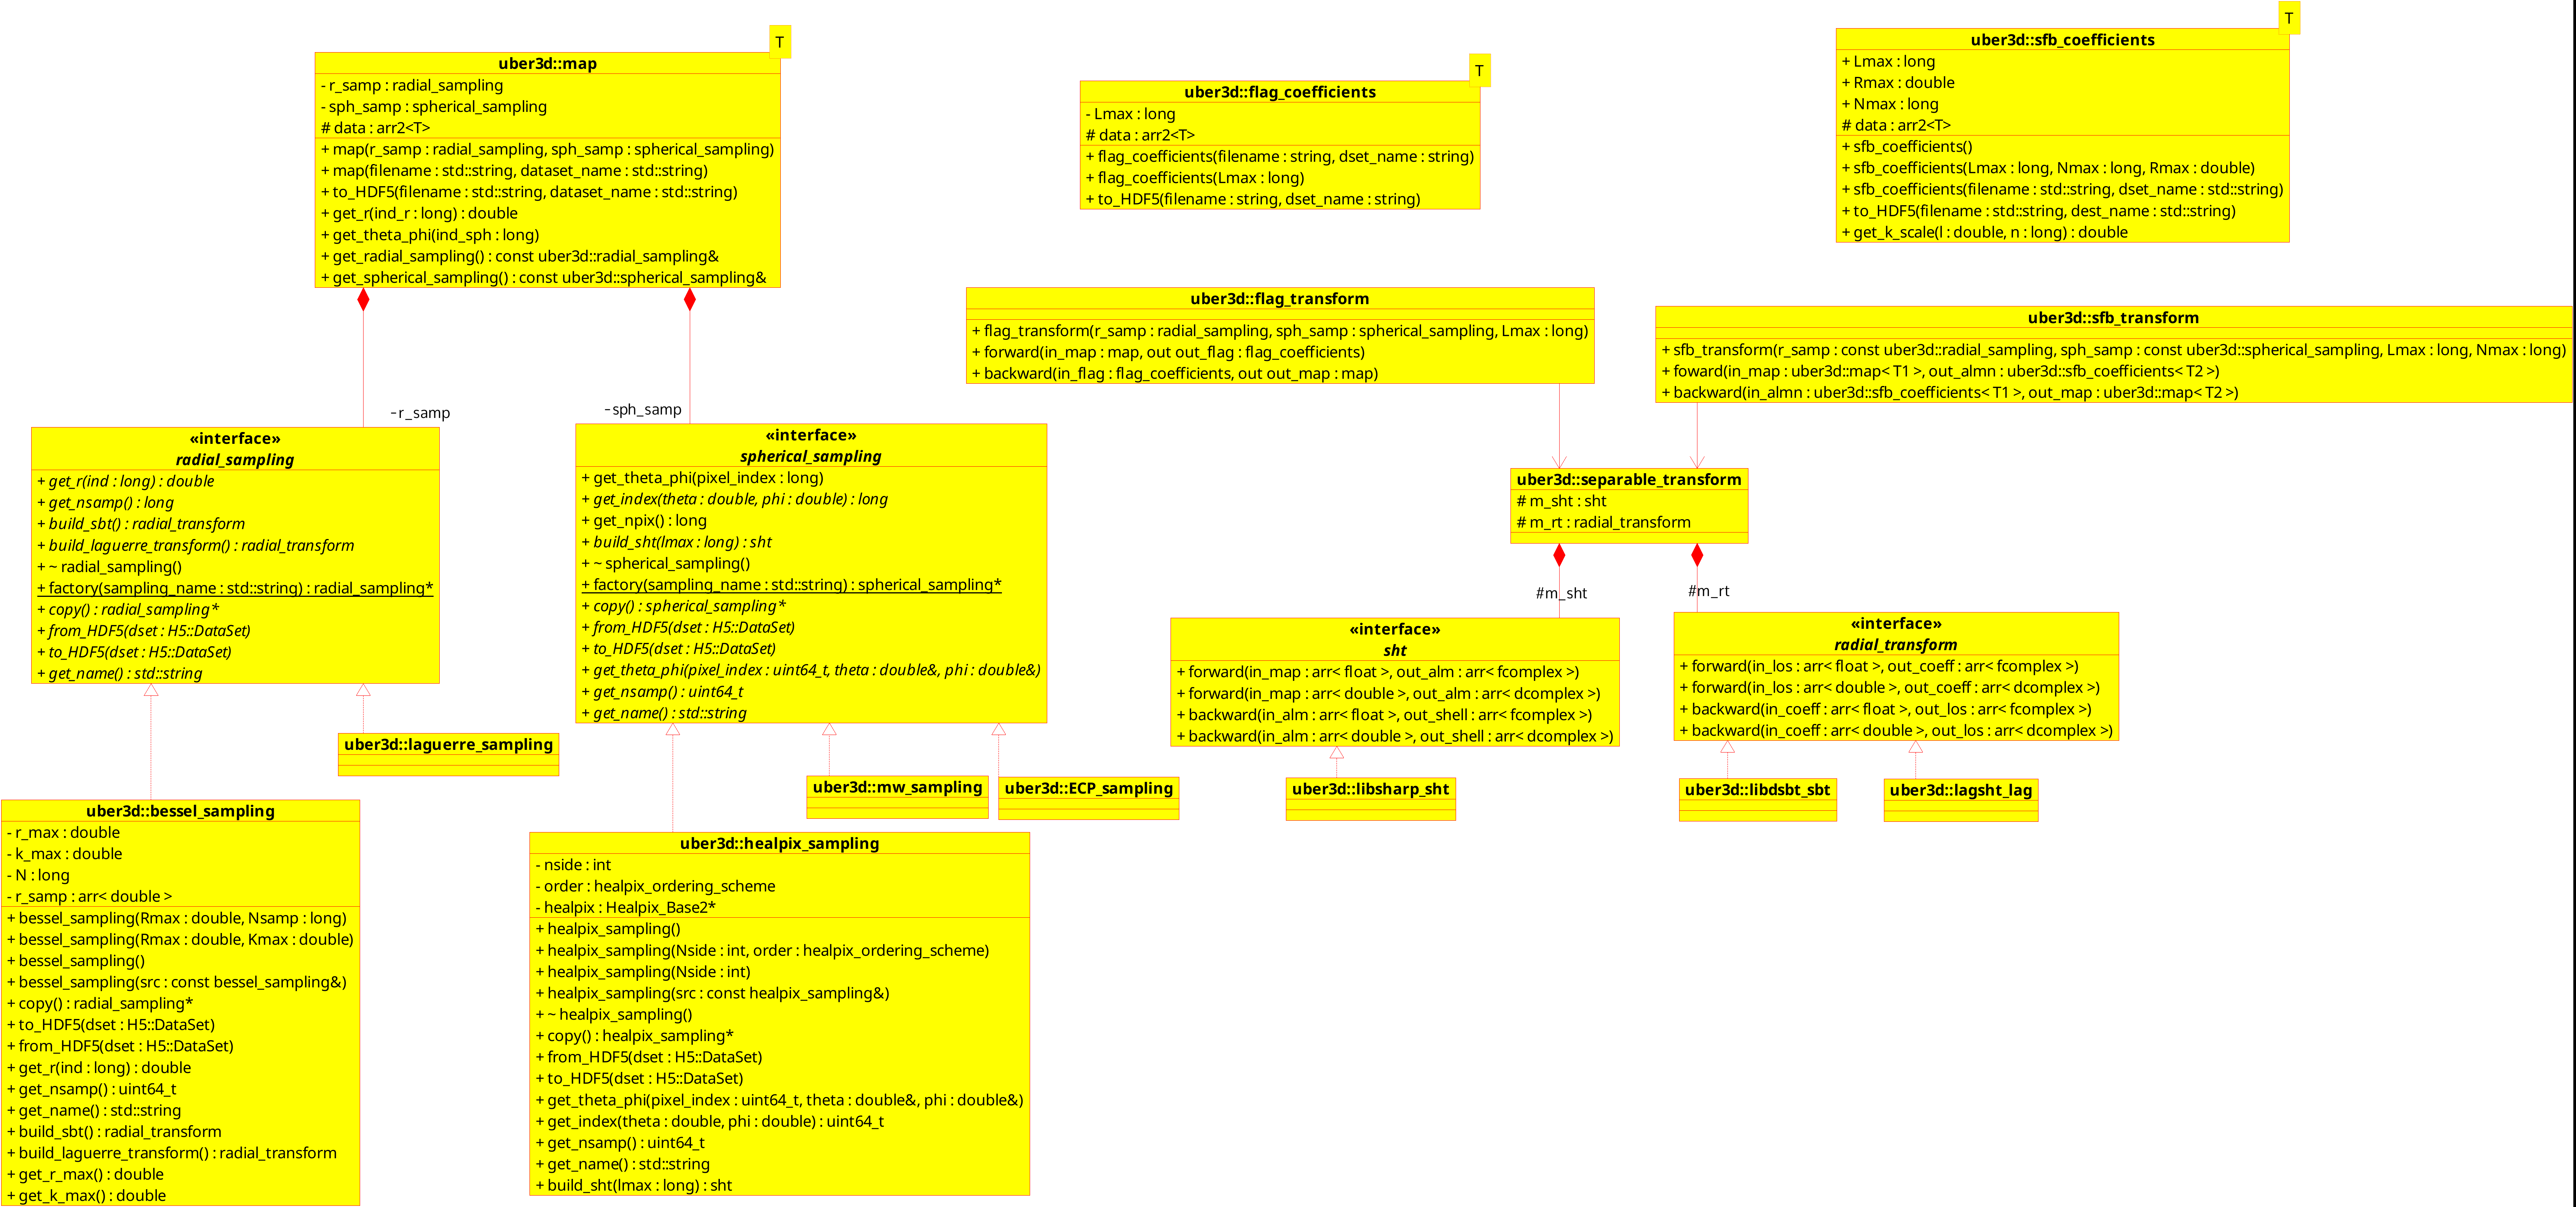 T
uber3d::map
- r_samp : radial_sampling
- sph_samp : spherical_sampling
# data : arr2<T>
+ map(r_samp : radial_sampling, sph_samp : spherical_sampling)
+ map(filename : std::string, dataset_name : std::string)
+ to_HDF5(filename : std::string, dataset_name : std::string)
+ get_r(ind_r : long) : double
+ get_theta_phi(ind_sph : long)
+ get_radial_sampling() : const uber3d::radial_sampling&
+ get_spherical_sampling() : const uber3d::spherical_sampling&
T
uber3d::flag_coefficients
- Lmax : long
# data : arr2<T>
+ flag_coefficients(filename : string, dset_name : string)
+ flag_coefficients(Lmax : long)
+ to_HDF5(filename : string, dset_name : string)
T
uber3d::sfb_coefficients
+ Lmax : long
+ Rmax : double
+ Nmax : long
# data : arr2<T>
+ sfb_coefficients()
+ sfb_coefficients(Lmax : long, Nmax : long, Rmax : double)
+ sfb_coefficients(filename : std::string, dset_name : std::string)
+ to_HDF5(filename : std::string, dest_name : std::string)
+ get_k_scale(l : double, n : long) : double
uber3d::flag_transform
+ flag_transform(r_samp : radial_sampling, sph_samp : spherical_sampling, Lmax : long)
+ forward(in_map : map, out out_flag : flag_coefficients)
+ backward(in_flag : flag_coefficients, out out_map : map)
uber3d::sfb_transform
+ sfb_transform(r_samp : const uber3d::radial_sampling, sph_samp : const uber3d::spherical_sampling, Lmax : long, Nmax : long)
+ foward(in_map : uber3d::map< T1 >, out_almn : uber3d::sfb_coefficients< T2 >)
+ backward(in_almn : uber3d::sfb_coefficients< T1 >, out_map : uber3d::map< T2 >)
-r_samp
-sph_samp
«interface»
radial_sampling
+ get_r(ind : long) : double
+ get_nsamp() : long
+ build_sbt() : radial_transform
+ build_laguerre_transform() : radial_transform
+ ~ radial_sampling()
+ factory(sampling_name : std::string) : radial_sampling*
+ copy() : radial_sampling*
+ from_HDF5(dset : H5::DataSet)
+ to_HDF5(dset : H5::DataSet)
+ get_name() : std::string
«interface»
spherical_sampling
+ get_theta_phi(pixel_index : long)
+ get_index(theta : double, phi : double) : long
+ get_npix() : long
+ build_sht(lmax : long) : sht
+ ~ spherical_sampling()
+ factory(sampling_name : std::string) : spherical_sampling*
+ copy() : spherical_sampling*
+ from_HDF5(dset : H5::DataSet)
+ to_HDF5(dset : H5::DataSet)
+ get_theta_phi(pixel_index : uint64_t, theta : double&, phi : double&)
+ get_nsamp() : uint64_t
+ get_name() : std::string
uber3d::separable_transform
# m_sht : sht
# m_rt : radial_transform
#m_sht
#m_rt
«interface»
sht
+ forward(in_map : arr< float >, out_alm : arr< fcomplex >)
+ forward(in_map : arr< double >, out_alm : arr< dcomplex >)
+ backward(in_alm : arr< float >, out_shell : arr< fcomplex >)
+ backward(in_alm : arr< double >, out_shell : arr< dcomplex >)
«interface»
radial_transform
+ forward(in_los : arr< float >, out_coeff : arr< fcomplex >)
+ forward(in_los : arr< double >, out_coeff : arr< dcomplex >)
+ backward(in_coeff : arr< float >, out_los : arr< fcomplex >)
+ backward(in_coeff : arr< double >, out_los : arr< dcomplex >)
uber3d::laguerre_sampling
uber3d::mw_sampling
uber3d::ECP_sampling
uber3d::libsharp_sht
uber3d::libdsbt_sbt
uber3d::lagsht_lag
uber3d::bessel_sampling
- r_max : double
- k_max : double
- N : long
- r_samp : arr< double >
+ bessel_sampling(Rmax : double, Nsamp : long)
+ bessel_sampling(Rmax : double, Kmax : double)
+ bessel_sampling()
+ bessel_sampling(src : const bessel_sampling&)
+ copy() : radial_sampling*
+ to_HDF5(dset : H5::DataSet)
+ from_HDF5(dset : H5::DataSet)
+ get_r(ind : long) : double
+ get_nsamp() : uint64_t
+ get_name() : std::string
+ build_sbt() : radial_transform
+ build_laguerre_transform() : radial_transform
+ get_r_max() : double
+ get_k_max() : double
uber3d::healpix_sampling
- nside : int
- order : healpix_ordering_scheme
- healpix : Healpix_Base2*
+ healpix_sampling()
+ healpix_sampling(Nside : int, order : healpix_ordering_scheme)
+ healpix_sampling(Nside : int)
+ healpix_sampling(src : const healpix_sampling&)
+ ~ healpix_sampling()
+ copy() : healpix_sampling*
+ from_HDF5(dset : H5::DataSet)
+ to_HDF5(dset : H5::DataSet)
+ get_theta_phi(pixel_index : uint64_t, theta : double&, phi : double&)
+ get_index(theta : double, phi : double) : uint64_t
+ get_nsamp() : uint64_t
+ get_name() : std::string
+ build_sht(lmax : long) : sht